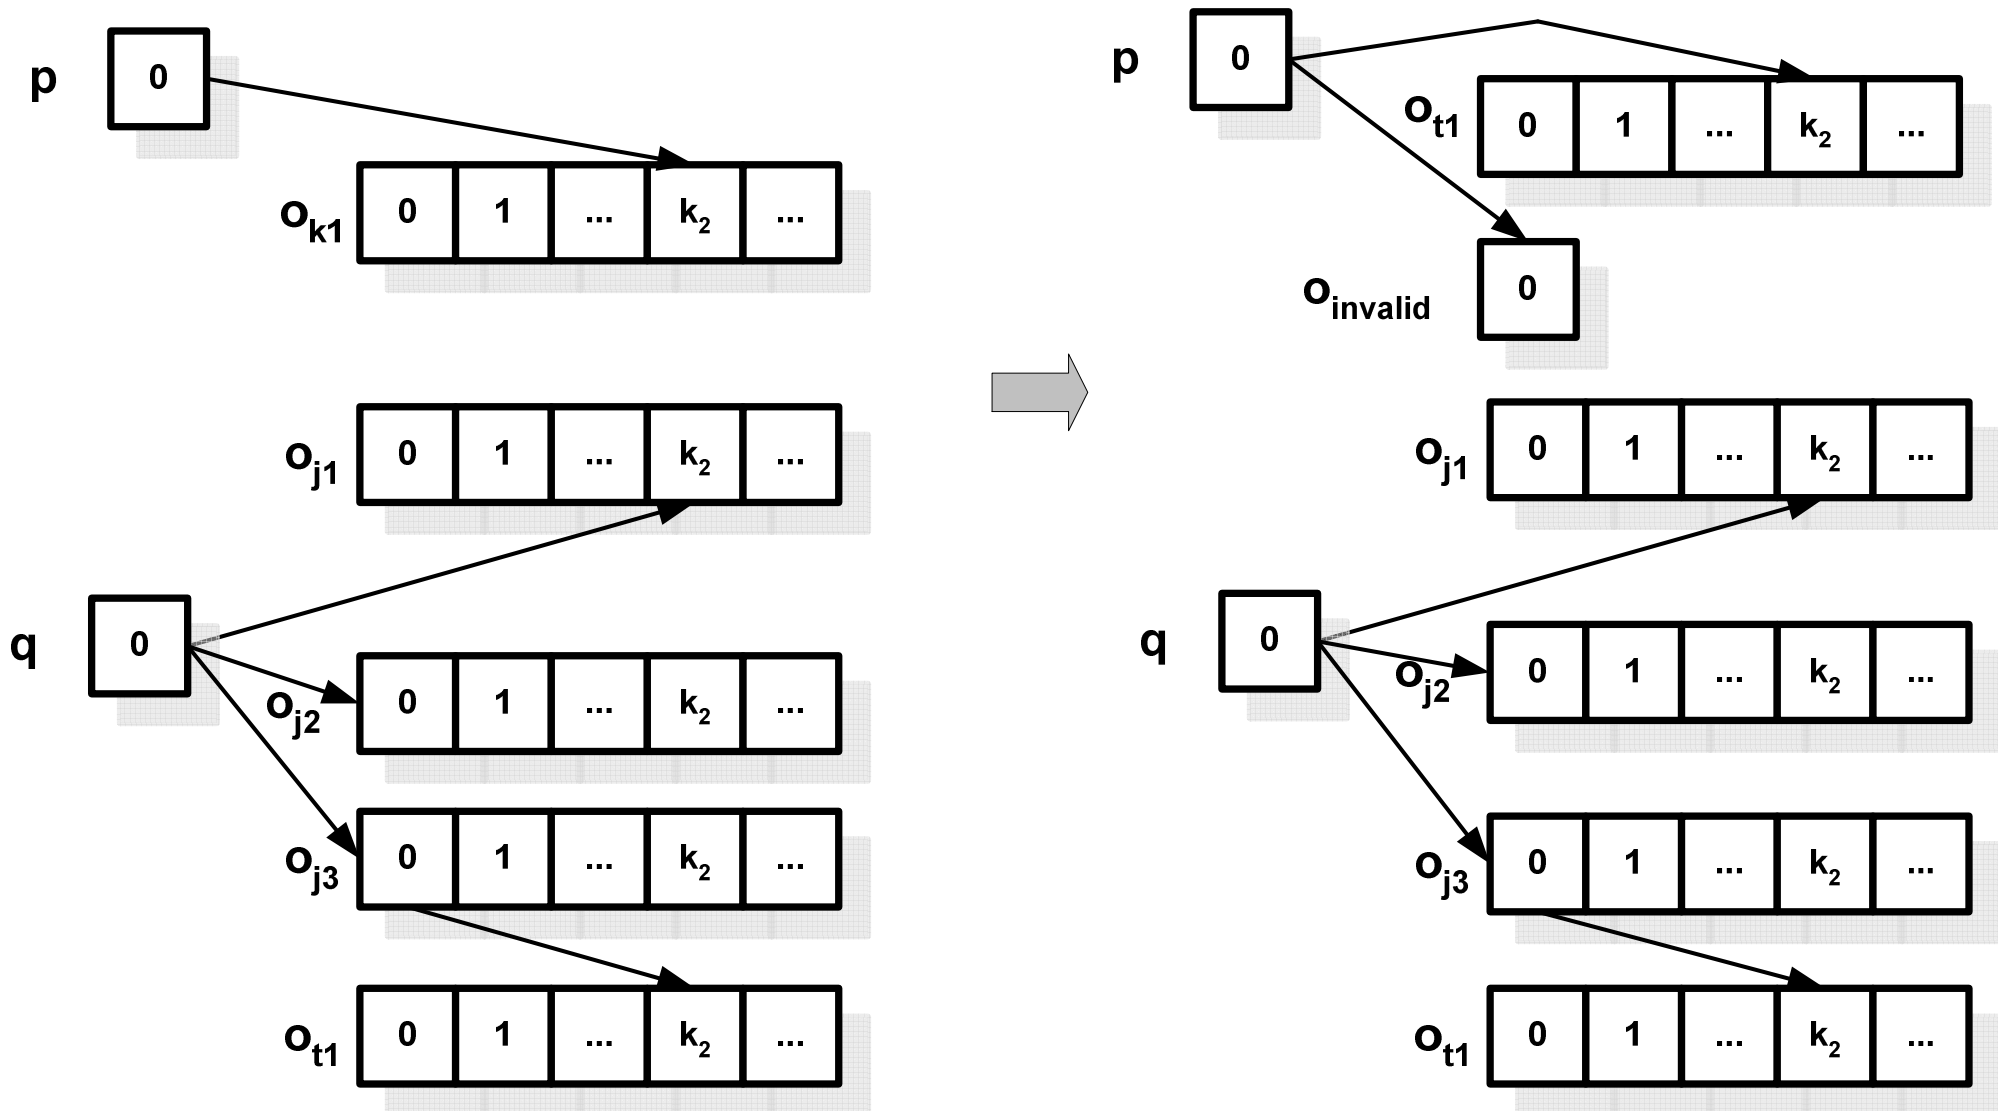 p 0
o_k1 0 1 ... k_2 ...
o_j1 0 1 ... k_2 ...
q 0
o_j2 0 1 ... k_2 ...
o_j3 0 1 ... k_2 ...
o_t1 0 1 ... k_2 ...
p 0
o_t1 0 1 ... k_2 ...
o_invalid 0
o_j1 0 1 ... k_2 ...
q 0
o_j2 0 1 ... k_2 ...
o_j3 0 1 ... k_2 ...
o_t1 0 1 ... k_2 ...